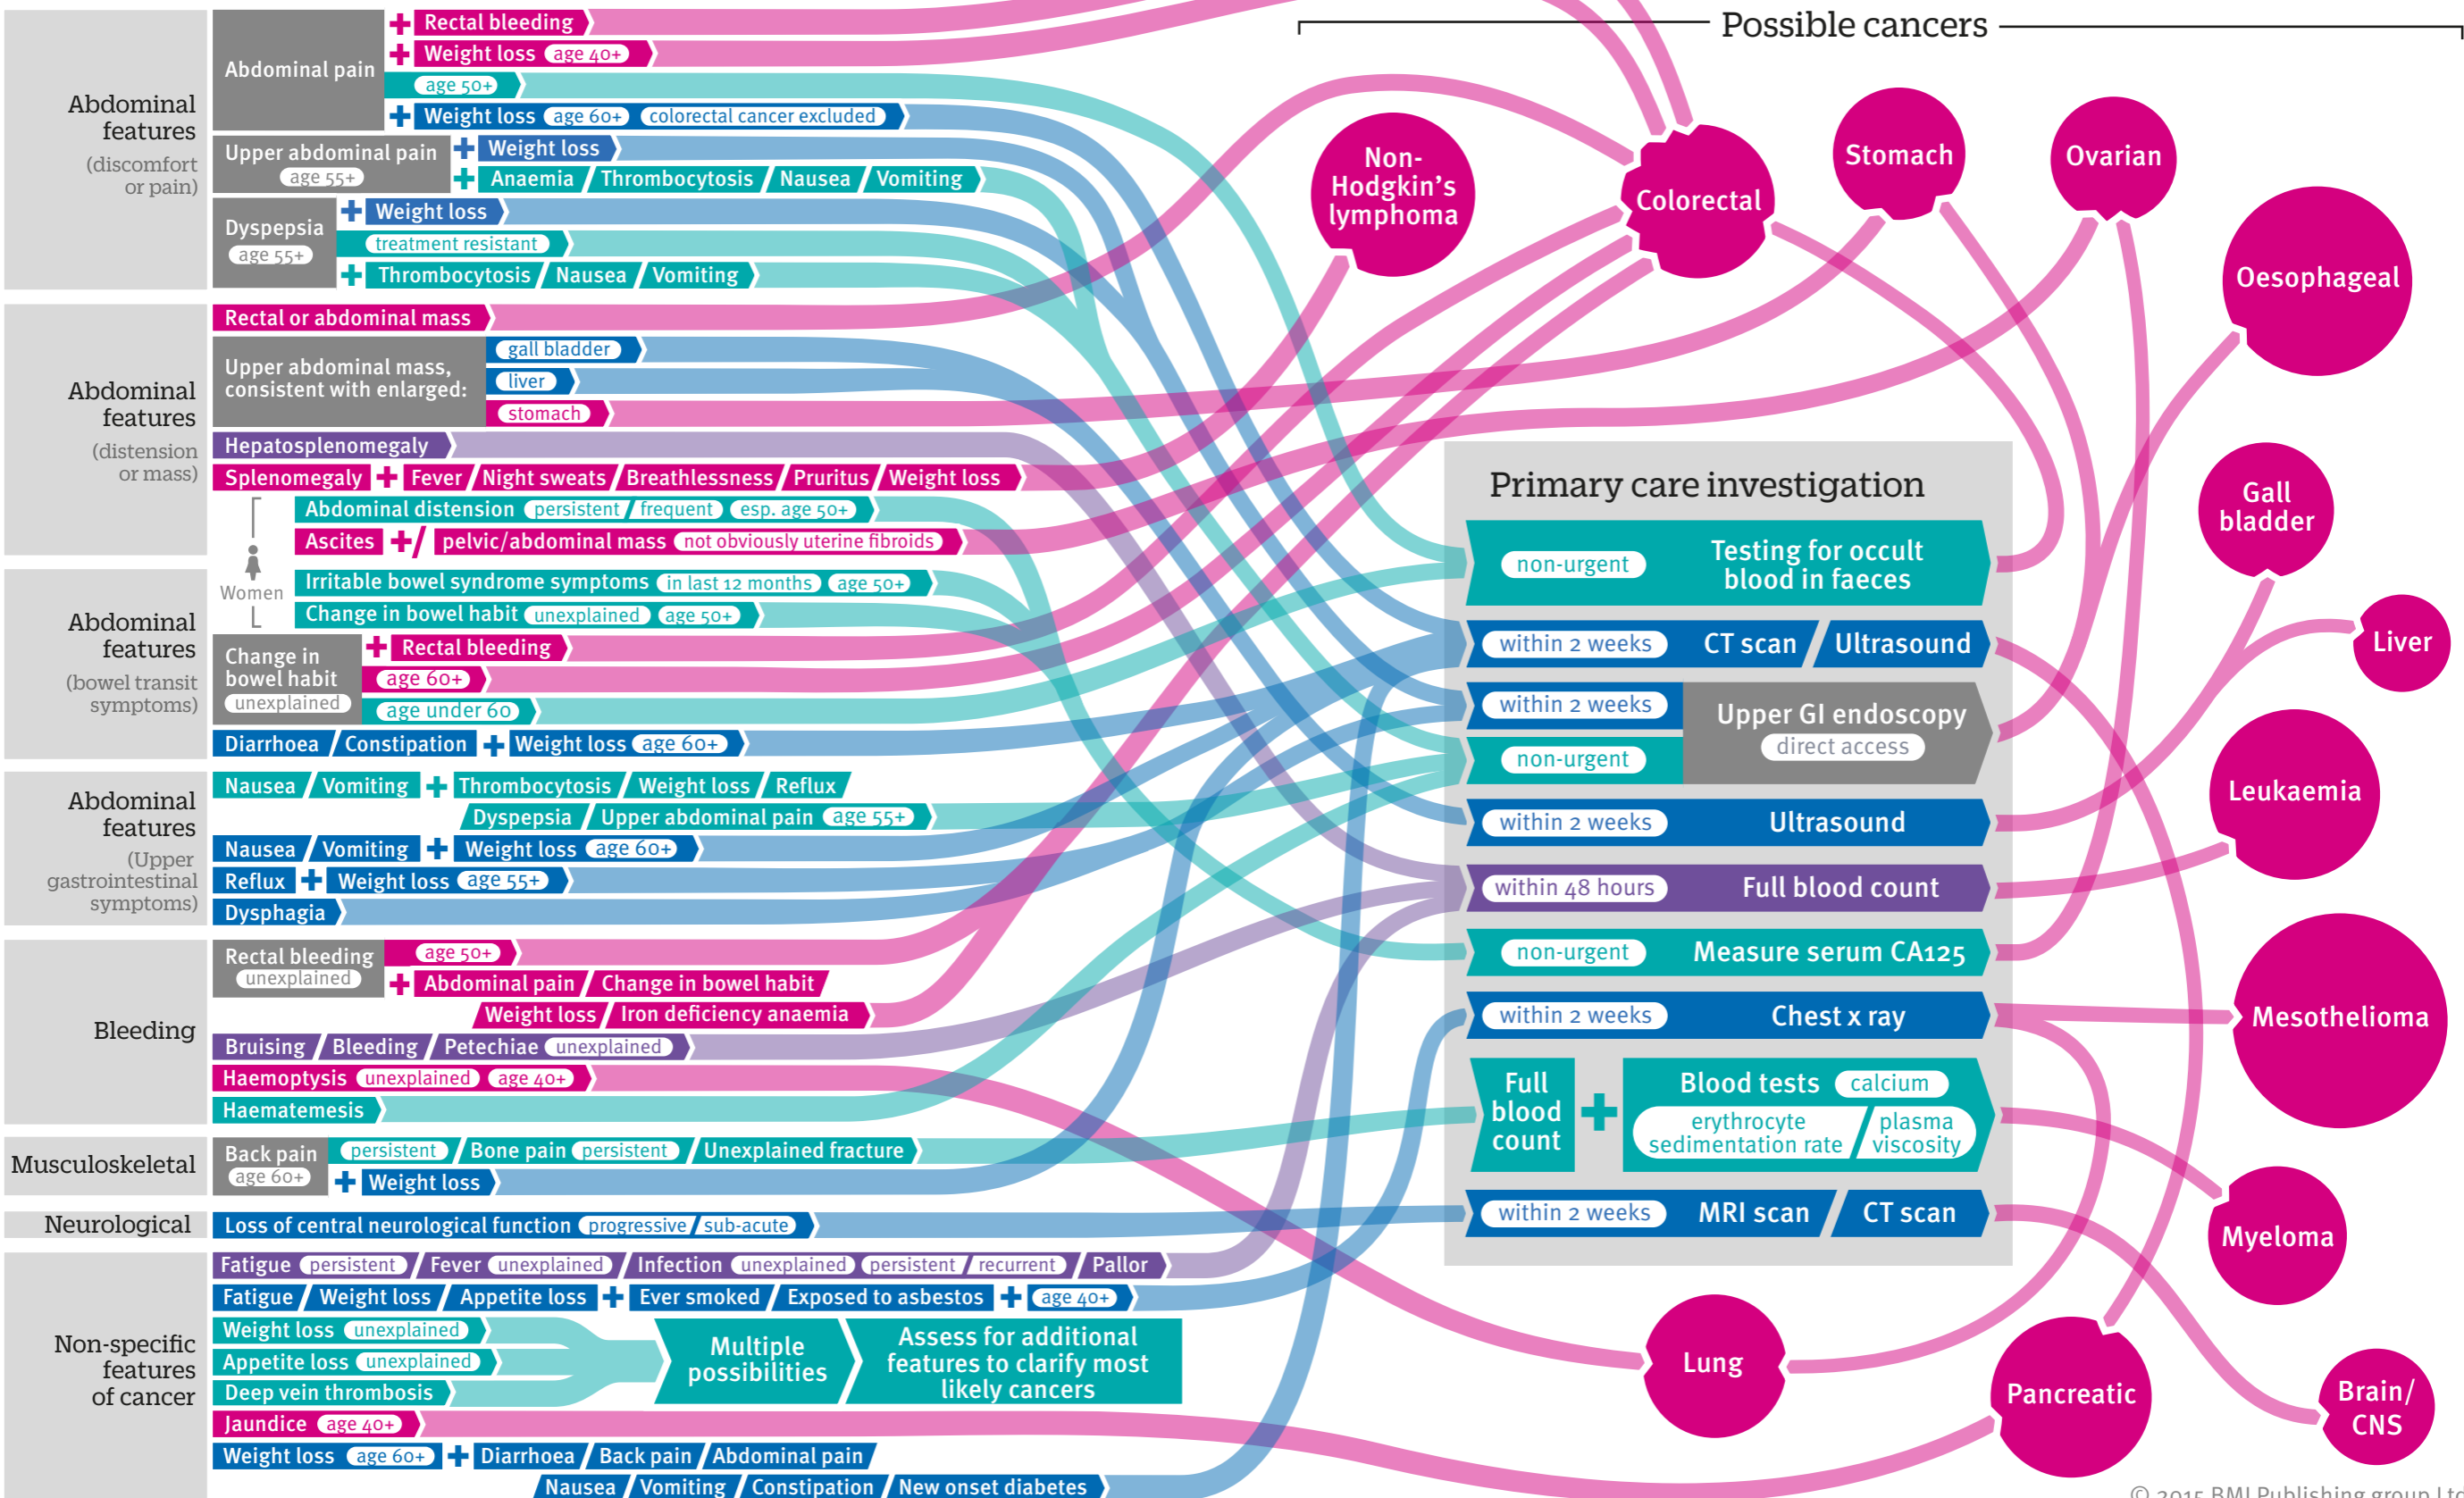 Possible cancers
Abdominal
features
(discomfort
or pain)
Abdominal pain
+ Rectal bleeding
+ Weight loss age 40+
age 50+
+ Weight loss age 60+ colorectal cancer excluded
Upper abdominal pain
age 55+
+ Weight loss
+ Anaemia / Thrombocytosis / Nausea / Vomiting
Dyspepsia
age 55+
+ Weight loss
treatment resistant
+ Thrombocytosis / Nausea / Vomiting
Abdominal
features
(distension
or mass)
Rectal or abdominal mass
Upper abdominal mass,
consistent with enlarged:
gall bladder
liver
stomach
Hepatosplenomegaly
Splenomegaly + Fever / Night sweats / Breathlessness / Pruritus / Weight loss
Women
Abdominal distension persistent / frequent esp. age 50+
Ascites +/ pelvic/abdominal mass not obviously uterine fibroids
Abdominal
features
(bowel transit
symptoms)
Irritable bowel syndrome symptoms in last 12 months age 50+
Change in bowel habit unexplained age 50+
Change in
bowel habit
unexplained
+ Rectal bleeding
age 60+
age under 60
Diarrhoea / Constipation + Weight loss age 60+
Abdominal
features
(Upper
gastrointestinal
symptoms)
Nausea / Vomiting + Thrombocytosis / Weight loss / Reflux
Dyspepsia / Upper abdominal pain age 55+
Nausea / Vomiting + Weight loss age 60+
Reflux + Weight loss age 55+
Dysphagia
Bleeding
Rectal bleeding
unexplained
age 50+
+ Abdominal pain / Change in bowel habit
Weight loss / Iron deficiency anaemia
Bruising / Bleeding / Petechiae unexplained
Haemoptysis unexplained age 40+
Haematemesis
Musculoskeletal
Back pain
age 60+
persistent / Bone pain persistent / Unexplained fracture
+ Weight loss
Neurological
Loss of central neurological function progressive / sub-acute
Non-specific
features
of cancer
Fatigue persistent / Fever unexplained / Infection unexplained persistent / recurrent / Pallor
Fatigue / Weight loss / Appetite loss + Ever smoked / Exposed to asbestos + age 40+
Weight loss unexplained
Appetite loss unexplained
Deep vein thrombosis
Multiple
possibilities
Assess for additional
features to clarify most
likely cancers
Jaundice age 40+
Weight loss age 60+ + Diarrhoea / Back pain / Abdominal pain
Nausea / Vomiting / Constipation / New onset diabetes
Primary care investigation
non-urgent
Testing for occult
blood in faeces
within 2 weeks CT scan / Ultrasound
within 2 weeks
non-urgent
Upper GI endoscopy
direct access
within 2 weeks Ultrasound
within 48 hours Full blood count
non-urgent Measure serum CA125
within 2 weeks Chest x ray
Full
blood
count
+
Blood tests calcium
erythrocyte
sedimentation rate
/ plasma
viscosity
within 2 weeks MRI scan / CT scan
Non-
Hodgkin's
lymphoma
Colorectal
Stomach
Ovarian
Oesophageal
Gall
bladder
Liver
Leukaemia
Mesothelioma
Myeloma
Lung
Pancreatic
Brain/
CNS
© 2015 BMJ Publishing group Ltd